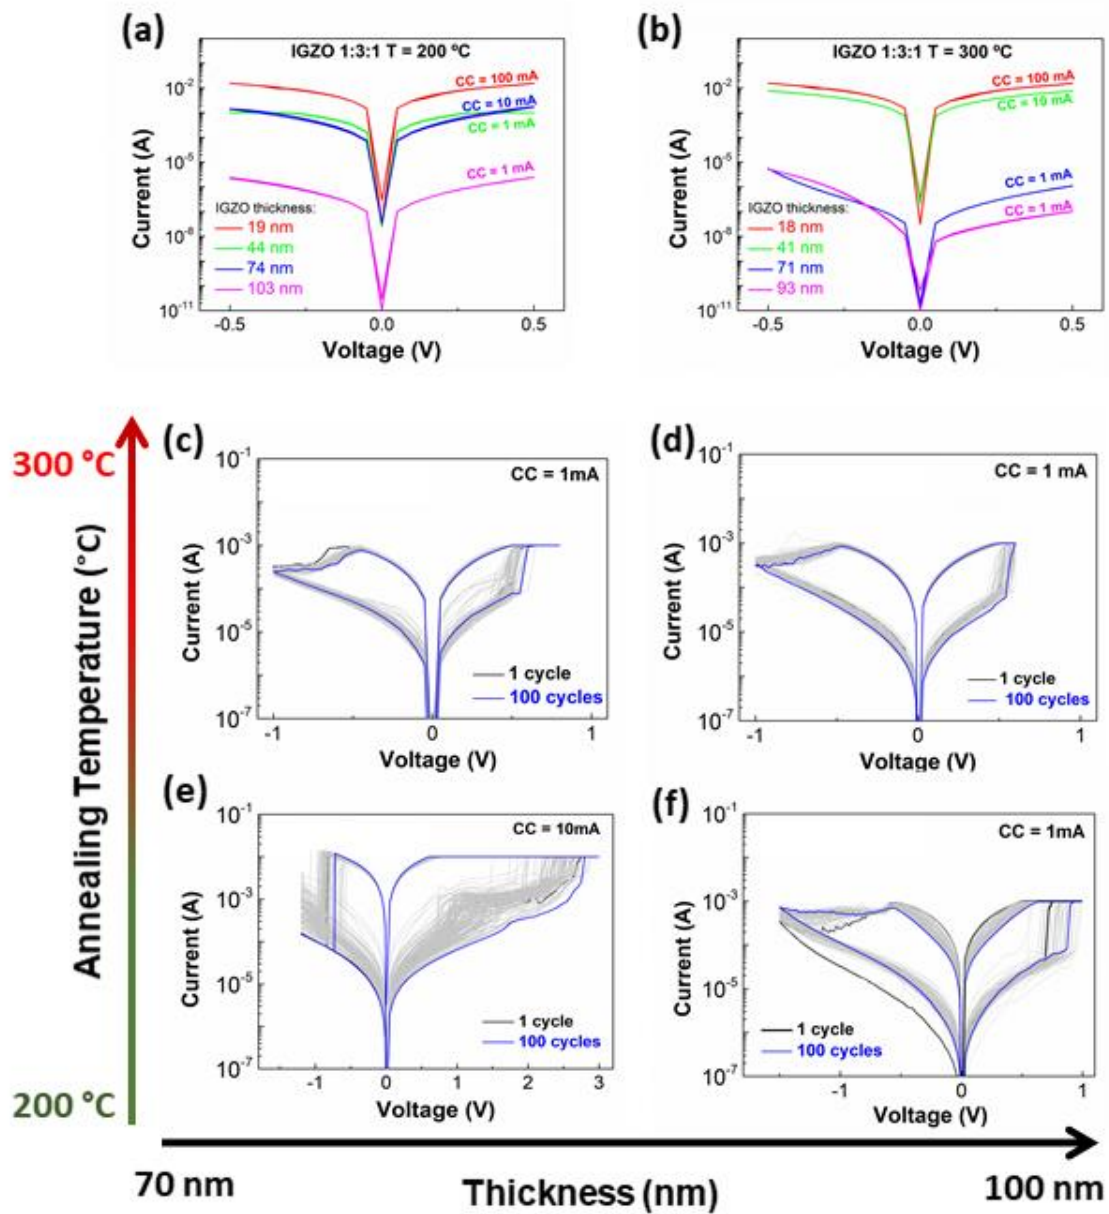 (a)
IGZO 1:3:1 T = 200 ºC
CC = 100 mA
CC = 10 mA
CC = 1 mA
CC = 1 mA
IGZO thickness:
19 nm
44 nm
74 nm
103 nm
10-2
10-5
10-8
10-11
Current (A)
-0.5
0.0
0.5
Voltage (V)
(b)
IGZO 1:3:1 T = 300 ºC
CC = 100 mA
CC = 10 mA
CC = 1 mA
CC = 1 mA
IGZO thickness:
18 nm
41 nm
71 nm
93 nm
10-2
10-5
10-8
10-11
Current (A)
-0.5
0.0
0.5
Voltage (V)
300 °C
Annealing Temperature (°C)
200 °C
(c)
CC = 1mA
10-1
10-3
10-5
10-7
Current (A)
1 cycle
100 cycles
-1
0
1
Voltage (V)
(d)
CC = 1 mA
10-1
10-3
10-5
10-7
Current (A)
1 cycle
100 cycles
-1
0
1
Voltage (V)
(e)
CC = 10mA
10-1
10-3
10-5
10-7
Current (A)
1 cycle
100 cycles
-1
0
1
2
3
Voltage (V)
(f)
CC = 1mA
10-1
10-3
10-5
10-7
Current (A)
1 cycle
100 cycles
-1
0
1
Voltage (V)
70 nm
Thickness (nm)
100 nm